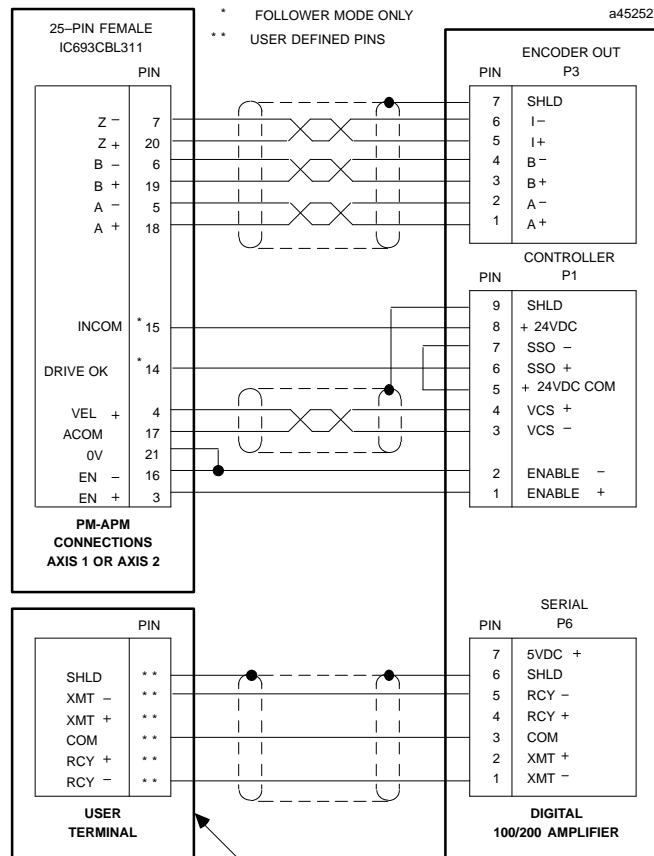 * FOLLOWER MODE ONLY
* * USER DEFINED PINS
a45252
25–PIN FEMALE
IC693CBL311
PIN
Z – 7
Z + 20
B – 6
B + 19
A – 5
A + 18
INCOM * 15
DRIVE OK * 14
VEL + 4
ACOM 17
0V 21
EN – 16
EN + 3
PM-APM
CONNECTIONS
AXIS 1 OR AXIS 2
ENCODER OUT
PIN P3
7 SHLD
6 I –
5 I +
4 B –
3 B +
2 A –
1 A +
CONTROLLER
PIN P1
9 SHLD
8 + 24VDC
7 SSO –
6 SSO +
5 + 24VDC COM
4 VCS +
3 VCS –
2 ENABLE –
1 ENABLE +
PIN
SHLD * *
XMT – * *
XMT + * *
COM * *
RCY + * *
RCY – * *
USER
TERMINAL
SERIAL
PIN P6
7 5VDC +
6 SHLD
5 RCY –
4 RCY +
3 COM
2 XMT +
1 XMT –
DIGITAL
100/200 AMPLIFIER